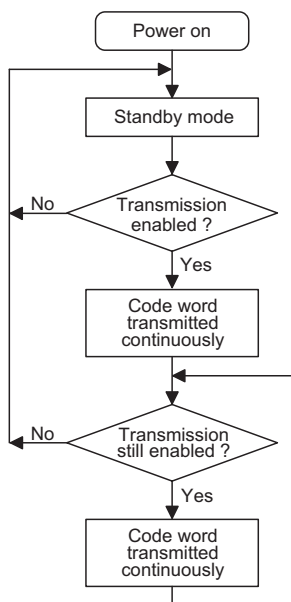 Power on
Standby mode
Transmission
enabled ?
No
Yes
Code word
transmitted
continuously
Transmission
still enabled ?
No
Yes
Code word
transmitted
continuously